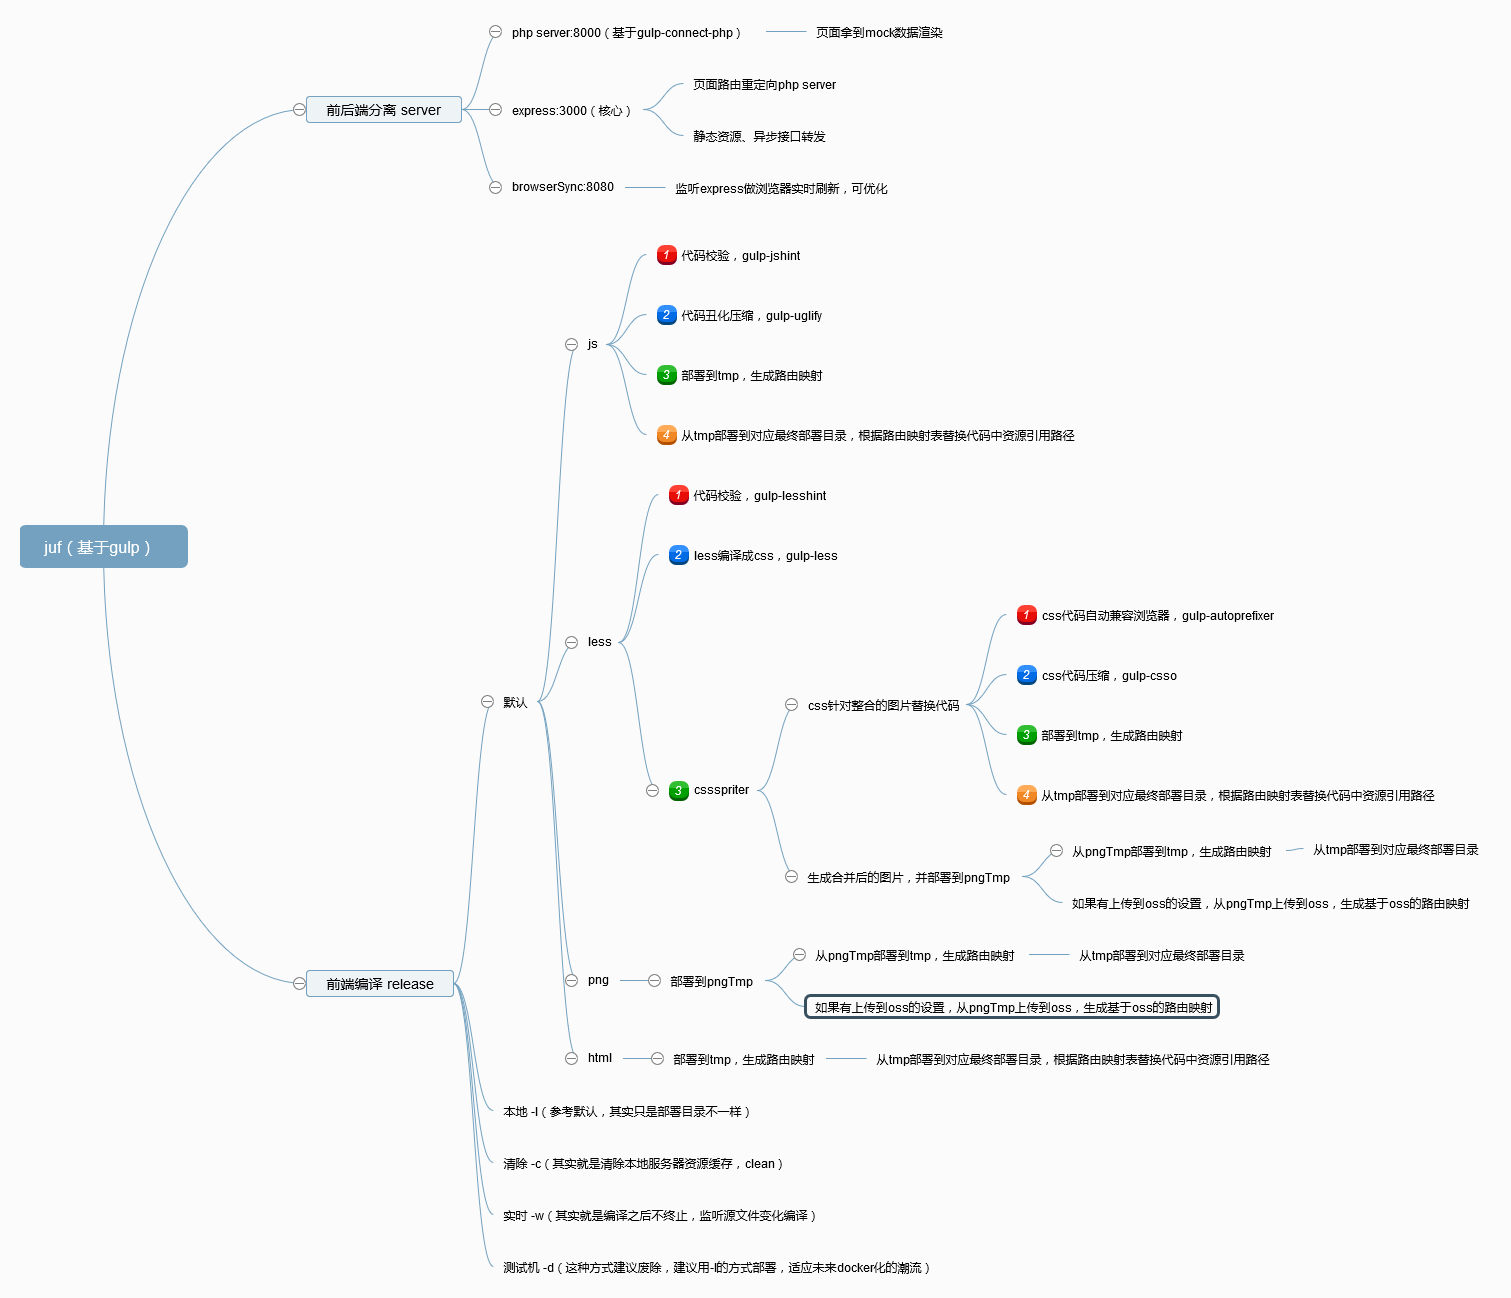 juf（基于gulp）
前后端分离 server
php server:8000（基于gulp-connect-php）
页面拿到mock数据渲染
express:3000（核心）
页面路由重定向php server
静态资源、异步接口转发
browserSync:8080
监听express做浏览器实时刷新，可优化
前端编译 release
默认
js
1 代码校验，gulp-jshint
2 代码丑化压缩，gulp-uglify
3 部署到tmp，生成路由映射
4 从tmp部署到对应最终部署目录，根据路由映射表替换代码中资源引用路径
less
1 代码校验，gulp-lesshint
2 less编译成css，gulp-less
3 cssspriter
css针对整合的图片替换代码
1 css代码自动兼容浏览器，gulp-autoprefixer
2 css代码压缩，gulp-csso
3 部署到tmp，生成路由映射
4 从tmp部署到对应最终部署目录，根据路由映射表替换代码中资源引用路径
生成合并后的图片，并部署到pngTmp
从pngTmp部署到tmp，生成路由映射
从tmp部署到对应最终部署目录
如果有上传到oss的设置，从pngTmp上传到oss，生成基于oss的路由映射
png
部署到pngTmp
从pngTmp部署到tmp，生成路由映射
从tmp部署到对应最终部署目录
如果有上传到oss的设置，从pngTmp上传到oss，生成基于oss的路由映射
html
部署到tmp，生成路由映射
从tmp部署到对应最终部署目录，根据路由映射表替换代码中资源引用路径
本地 -l（参考默认，其实只是部署目录不一样）
清除 -c（其实就是清除本地服务器资源缓存，clean）
实时 -w（其实就是编译之后不终止，监听源文件变化编译）
测试机 -d（这种方式建议废除，建议用-l的方式部署，适应未来docker化的潮流）